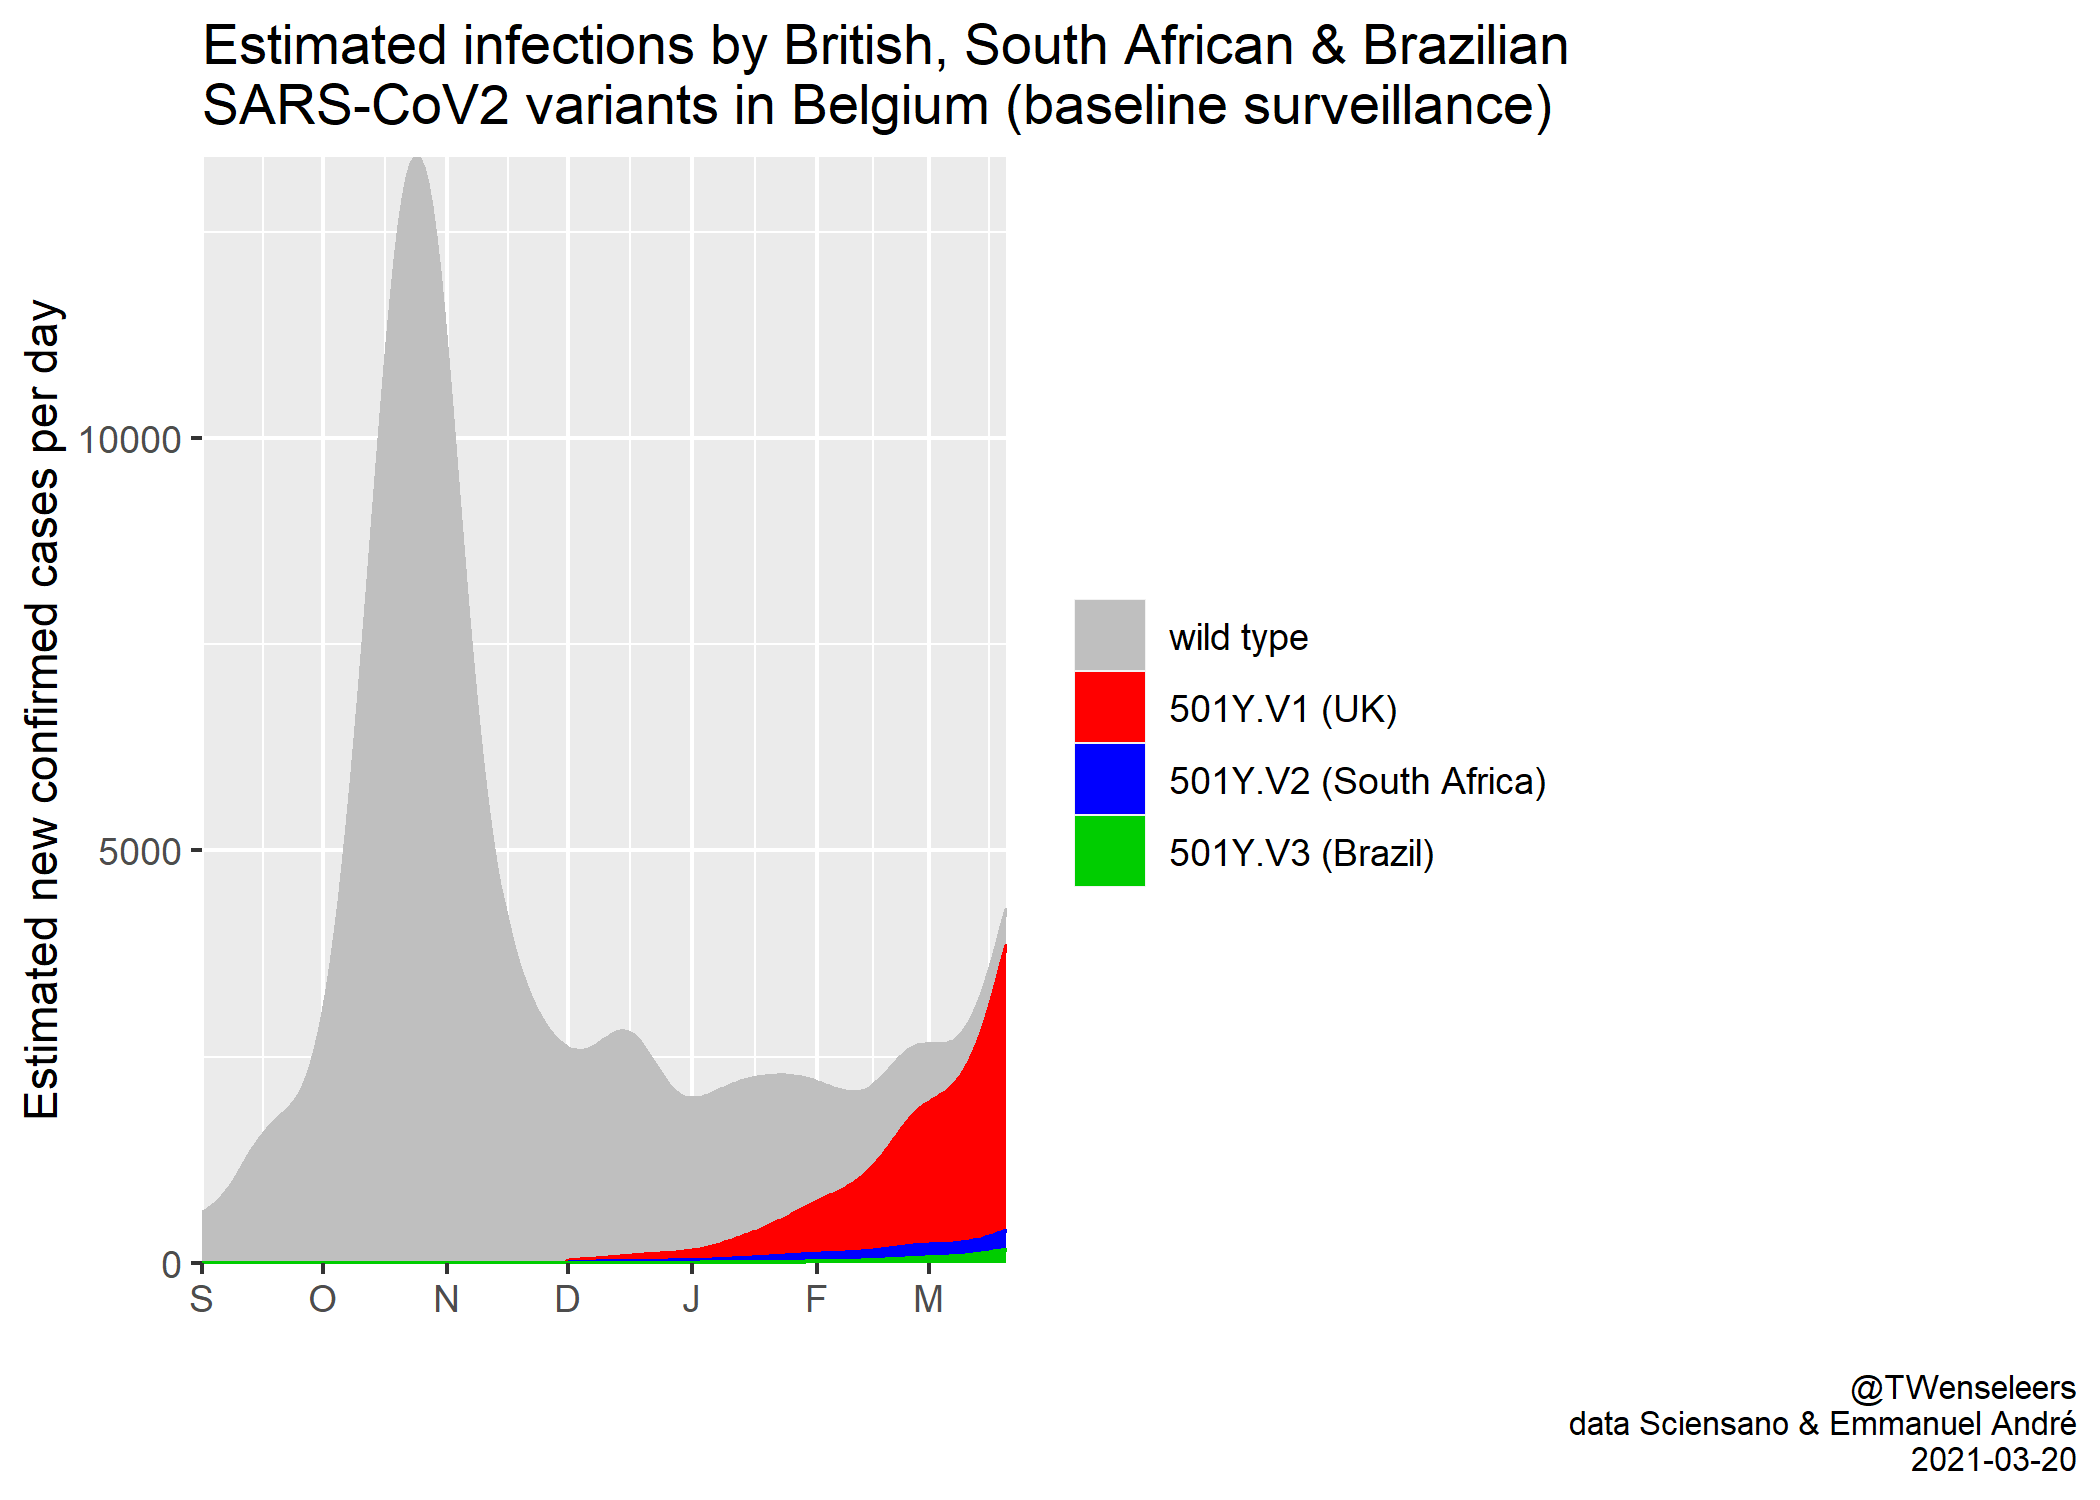 Estimated infections by British, South African & Brazilian
SARS-CoV2 variants in Belgium (baseline surveillance)
Estimated new confirmed cases per day
10000
5000
0
S
O
N
D
J
F
M
wild type
501Y.V1 (UK)
501Y.V2 (South Africa)
501Y.V3 (Brazil)
@TWenseleers
data Sciensano & Emmanuel André
2021-03-20